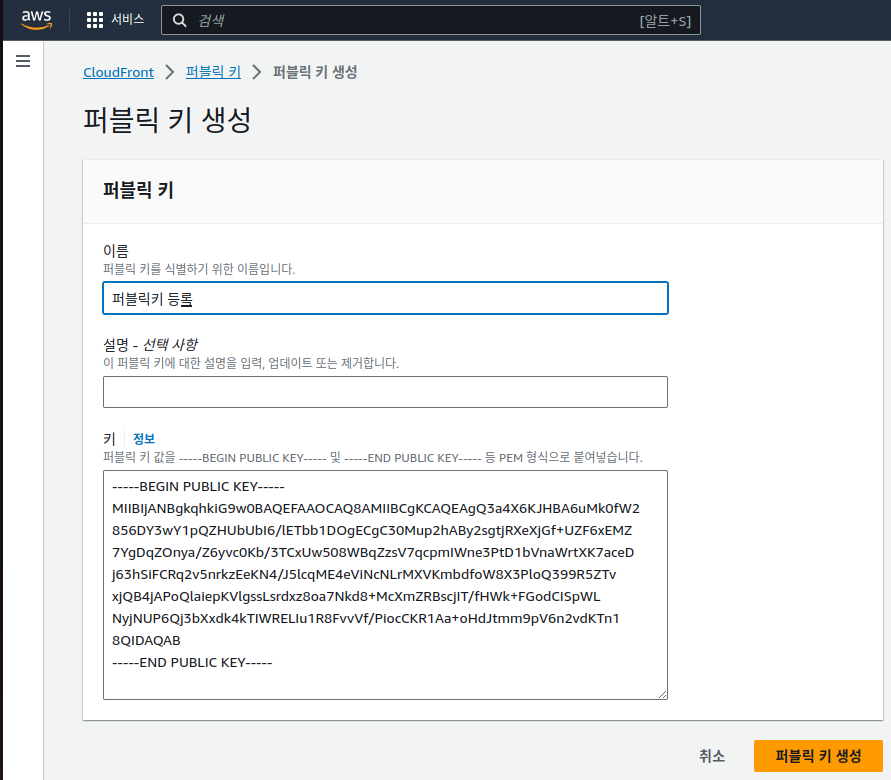 aws
서비스
검색
[알트+S]
CloudFront > 퍼블릭 키 > 퍼블릭 키 생성
퍼블릭 키 생성
퍼블릭 키
이름
퍼블릭 키를 식별하기 위한 이름입니다.
퍼블릭키 등록
설명 - 선택 사항
이 퍼블릭 키에 대한 설명을 입력, 업데이트 또는 제거합니다.
키 정보
퍼블릭 키 값을 -----BEGIN PUBLIC KEY----- 및 -----END PUBLIC KEY----- 등 PEM 형식으로 붙여넣습니다.
-----BEGIN PUBLIC KEY-----
MIIBIjANBgkqhkiG9w0BAQEFAAOCAQ8AMIIBCgKCAQEAgQ3a4X6KJHBA6uMk0fW2
856DY3wY1pQZHUbUbI6/lETbb1DOgECgC30Mup2hABy2sgtjRXeXjGf+UZF6xEMZ
7YgDqZOnya/Z6yvc0Kb/3TCxUw508WBqZzsV7qcpmIWne3PtD1bVnaWrtXK7aceD
j63hSiFCRq2v5nrkzEeKN4/J5lcqME4eViNcNLrMXVKmbdfoW8X3PloQ399R5ZTv
xjQB4jAPoQlaiepKVlgssLsrdxz8oa7Nkd8+McXmZRBscjIT/fHWk+FGodCISpWL
NyjNUP6Qj3bXxdk4kTIWRELIu1R8FvvVf/PiocCKR1Aa+oHdJtmm9pV6n2vdKTn1
8QIDAQAB
-----END PUBLIC KEY-----
취소
퍼블릭 키 생성